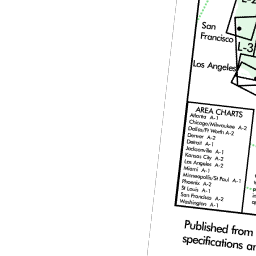 L-2
San
Francisco
L-3
Los Angeles
AREA CHARTS
Atlanta A-1
Chicago/Milwaukee A-2
Dallas/Ft Worth A-2
Denver A-2
Detroit A-1
Jacksonville A-1
Kansas City A-2
Los Angeles A-2
Miami A-1
Minneapolis/St Paul A-1
Phoenix A-2
St Louis A-1
San Francisco A-2
Washington A-1
Published from
specifications